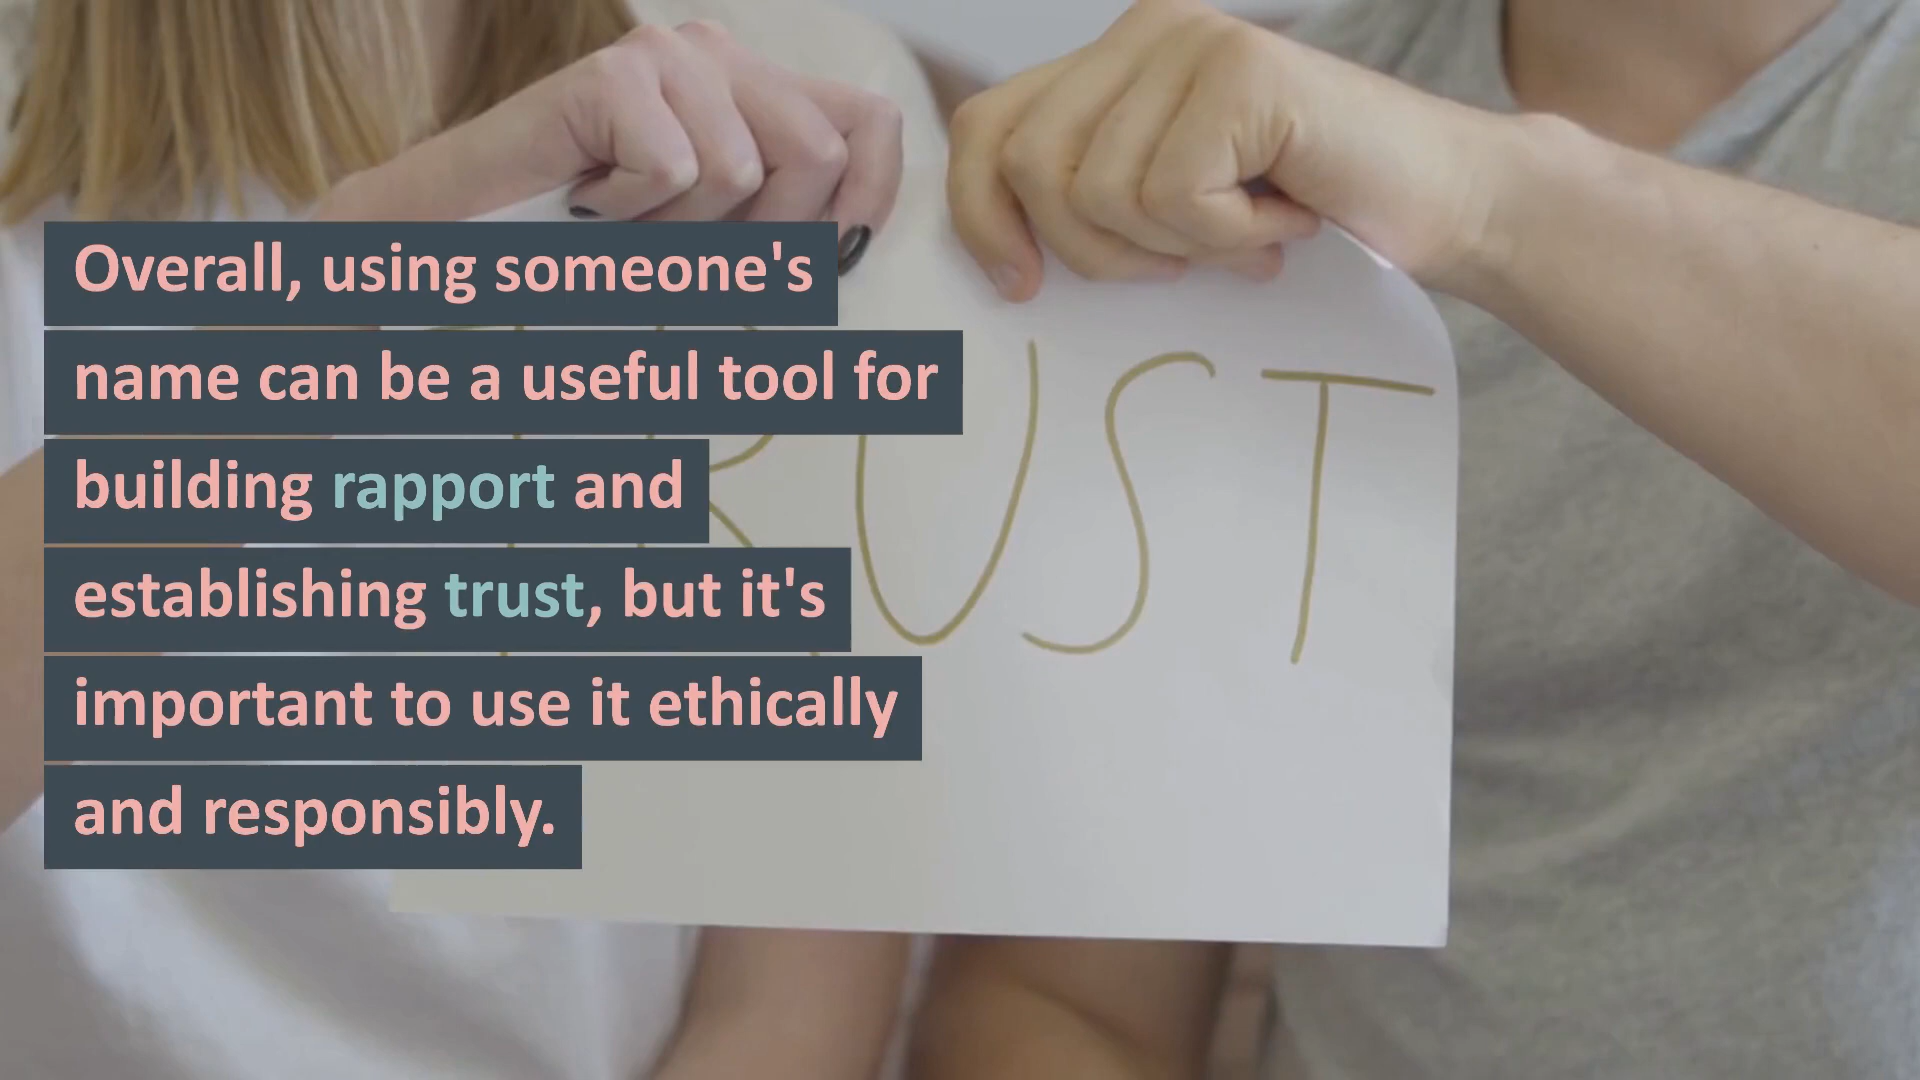 Overall, using someone's
name can be a useful tool for
building rapport and
establishing trust, but it's
important to use it ethically
and responsibly.
TRUST